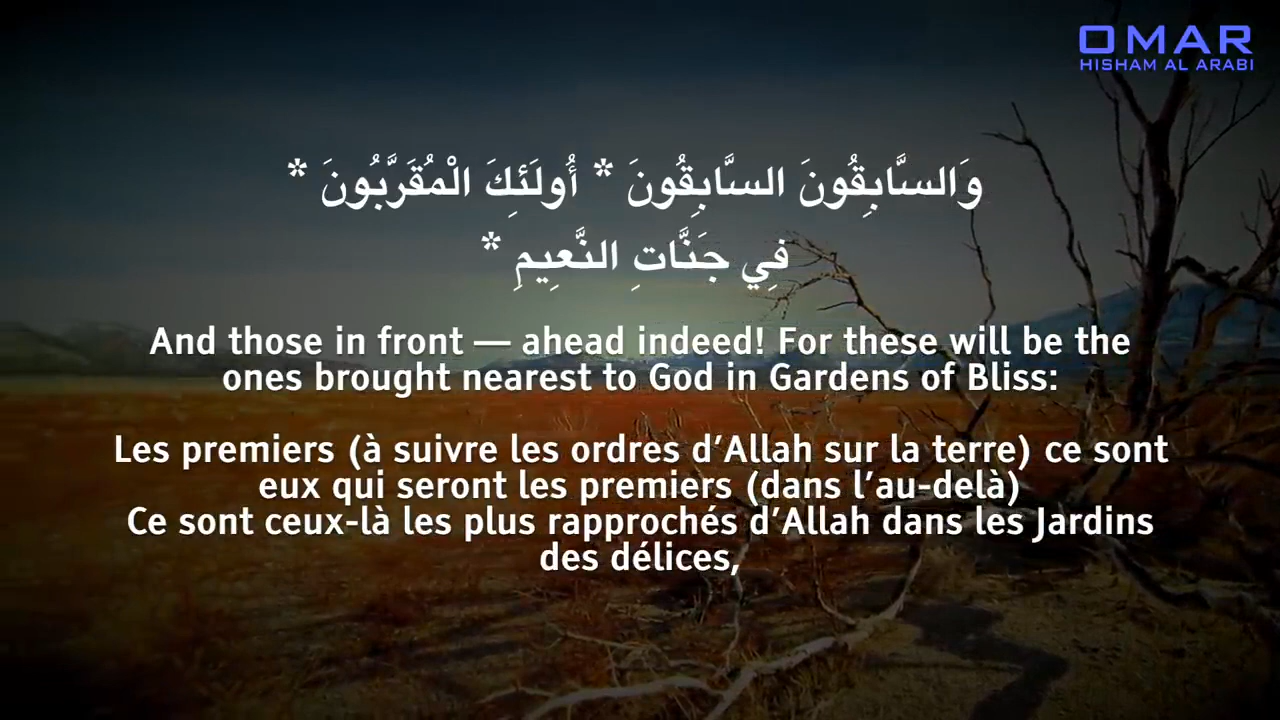 OMAR
HISHAM AL ARABI
وَالسَّابِقُونَ السَّابِقُونَ * أُولَئِكَ الْمُقَرَّبُونَ *
فِي جَنَّاتِ النَّعِيمِ *
And those in front — ahead indeed! For these will be the
ones brought nearest to God in Gardens of Bliss:
Les premiers (à suivre les ordres d’Allah sur la terre) ce sont
eux qui seront les premiers (dans l’au-delà)
Ce sont ceux-là les plus rapprochés d’Allah dans les Jardins
des délices,